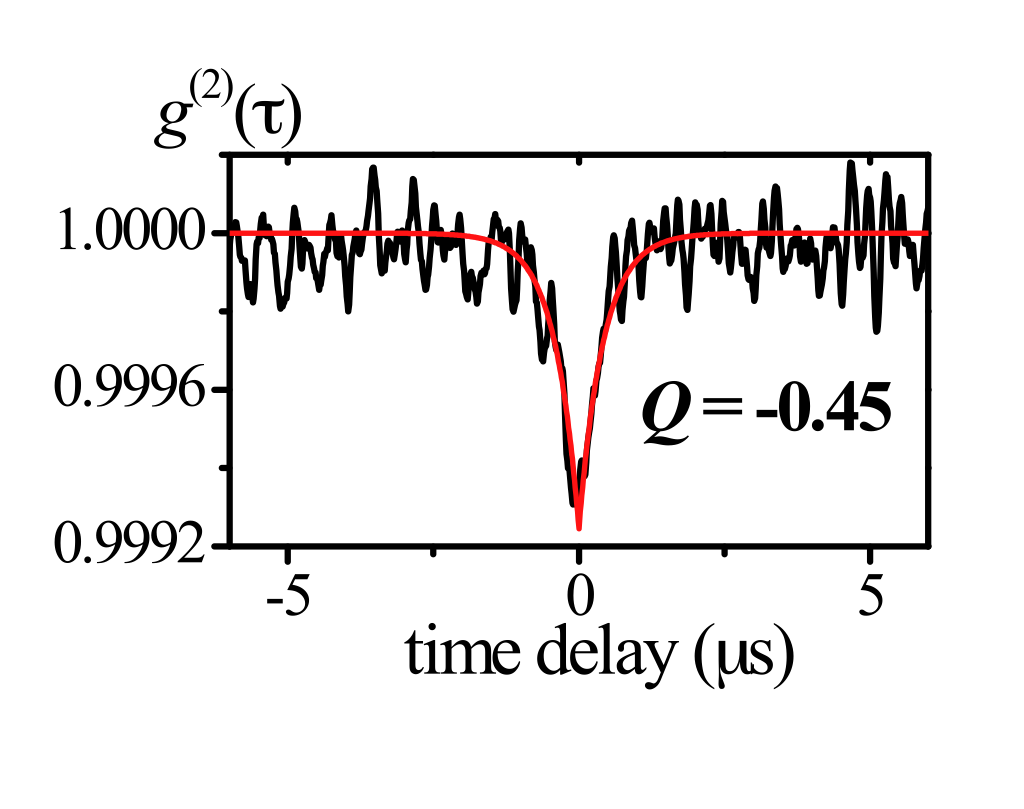 g(2)(τ)
1.0000
0.9996
0.9992
Q = -0.45
-5 0 5
time delay (μs)